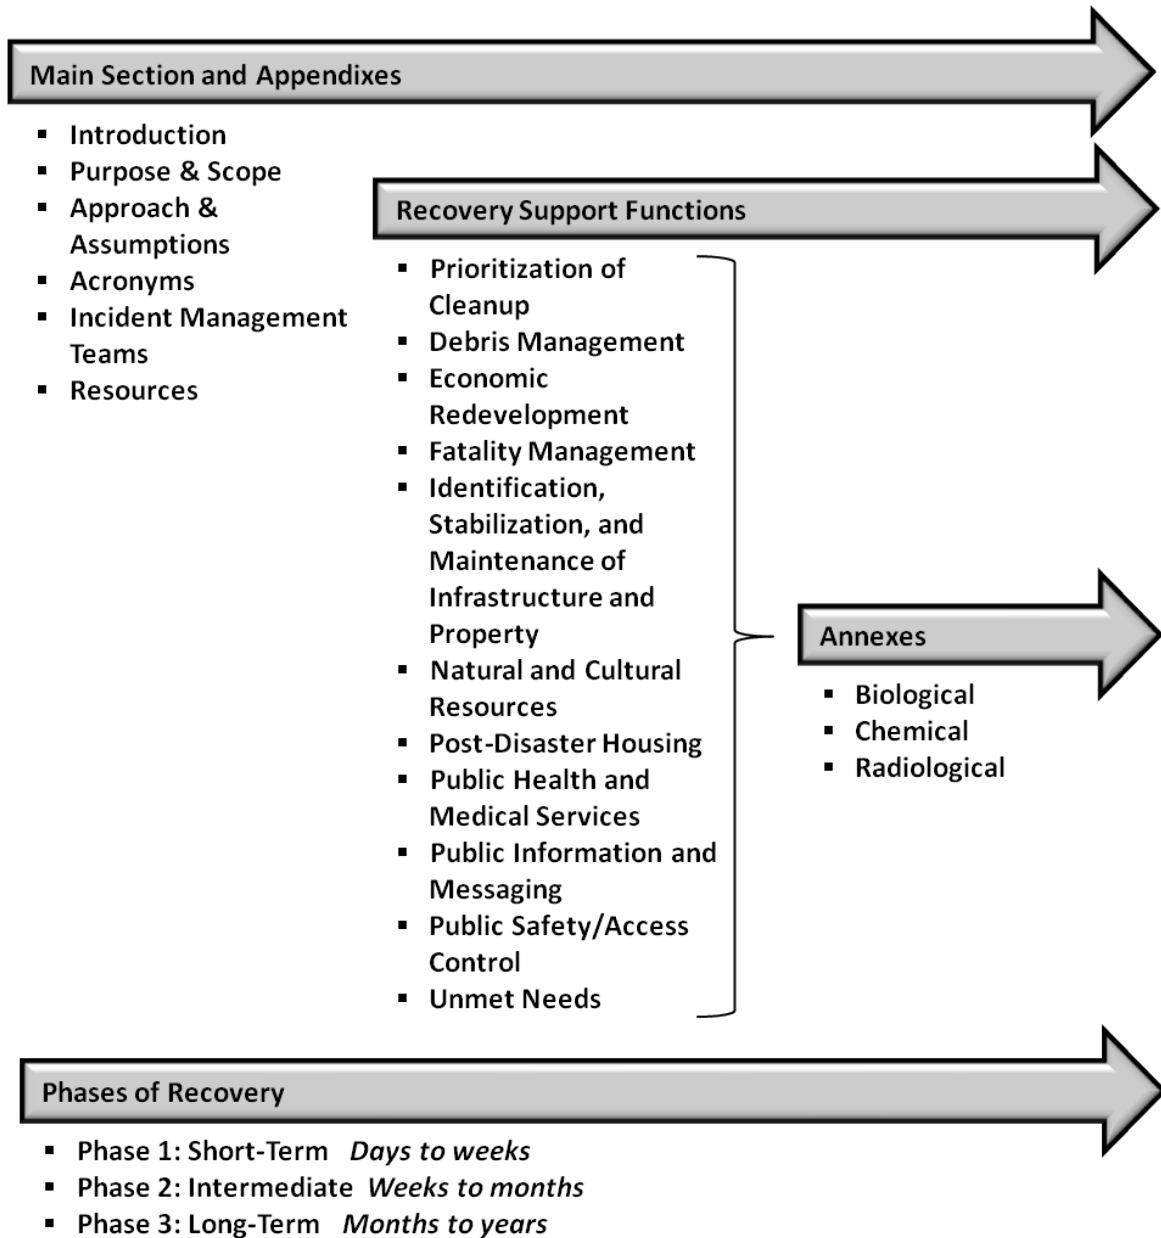 Main Section and Appendixes
▪ Introduction
▪ Purpose & Scope
▪ Approach &
Assumptions
▪ Acronyms
▪ Incident Management
Teams
▪ Resources
Recovery Support Functions
▪ Prioritization of
Cleanup
▪ Debris Management
▪ Economic
Redevelopment
▪ Fatality Management
▪ Identification,
Stabilization, and
Maintenance of
Infrastructure and
Property
▪ Natural and Cultural
Resources
▪ Post-Disaster Housing
▪ Public Health and
Medical Services
▪ Public Information and
Messaging
▪ Public Safety/Access
Control
▪ Unmet Needs
Annexes
▪ Biological
▪ Chemical
▪ Radiological
Phases of Recovery
▪ Phase 1: Short-Term Days to weeks
▪ Phase 2: Intermediate Weeks to months
▪ Phase 3: Long-Term Months to years